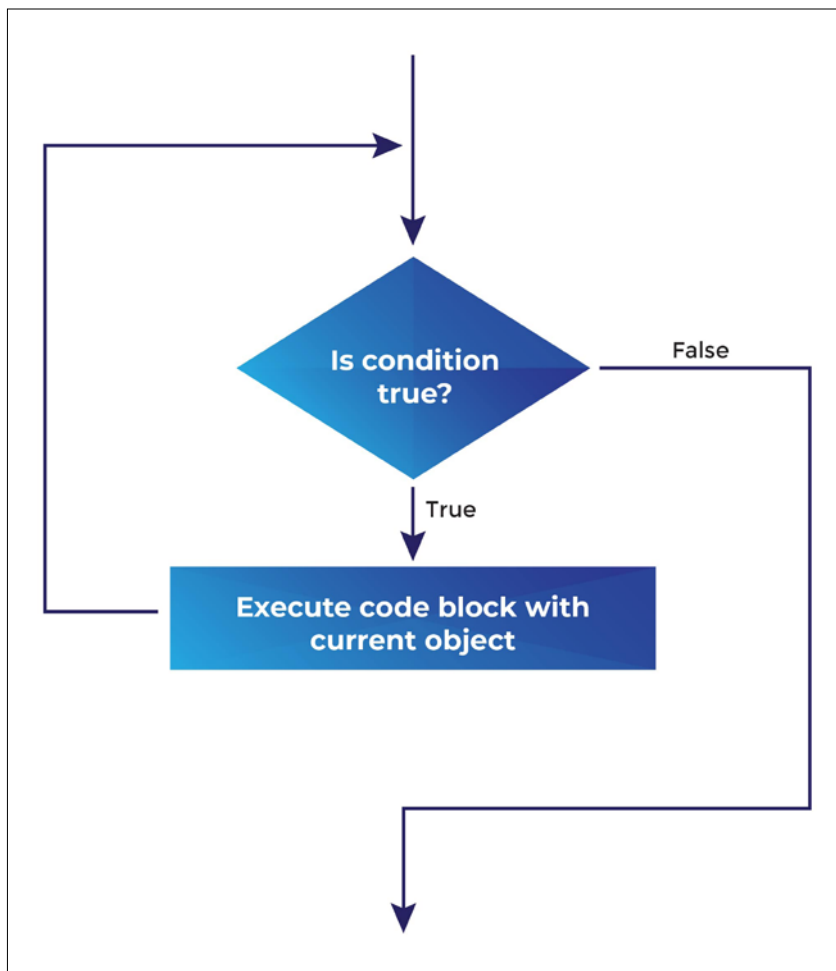 Is condition
true?
False
True
Execute code block with
current object